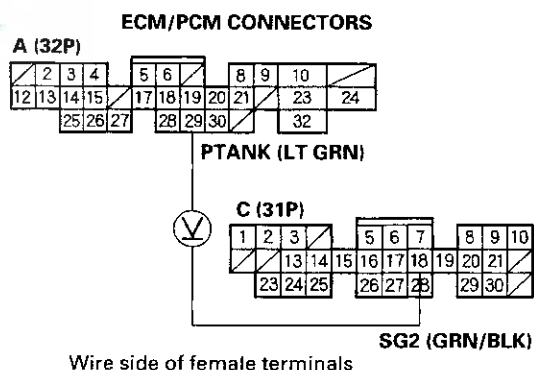 ECM/PCM CONNECTORS
A (32P)
2 3 4 5 6 8 9 10
12 13 14 15 17 18 19 20 21 23 24
25 26 27 28 29 30 32
PTANK (LT GRN)
V
C (31P)
1 2 3 5 6 7 8 9 10
13 14 15 16 17 18 19 20 21
23 24 25 26 27 28 29 30
SG2 (GRN/BLK)
Wire side of female terminals